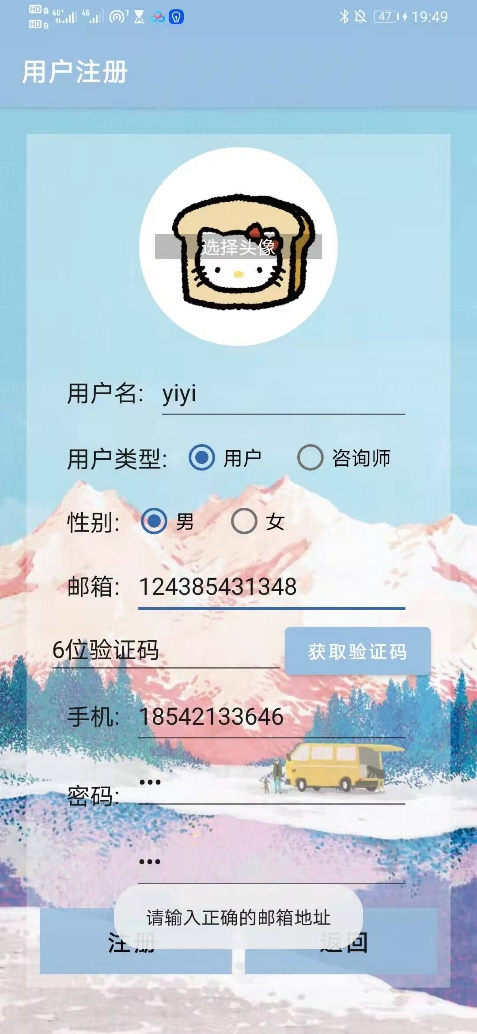 19:49
47
用户注册
选择头像
用户名: yiyi
用户类型: 用户 咨询师
性别: 男 女
邮箱: 124385431348
6位验证码 获取验证码
手机: 18542133646
密码: •••
•••
请输入正确的邮箱地址
注册 返回